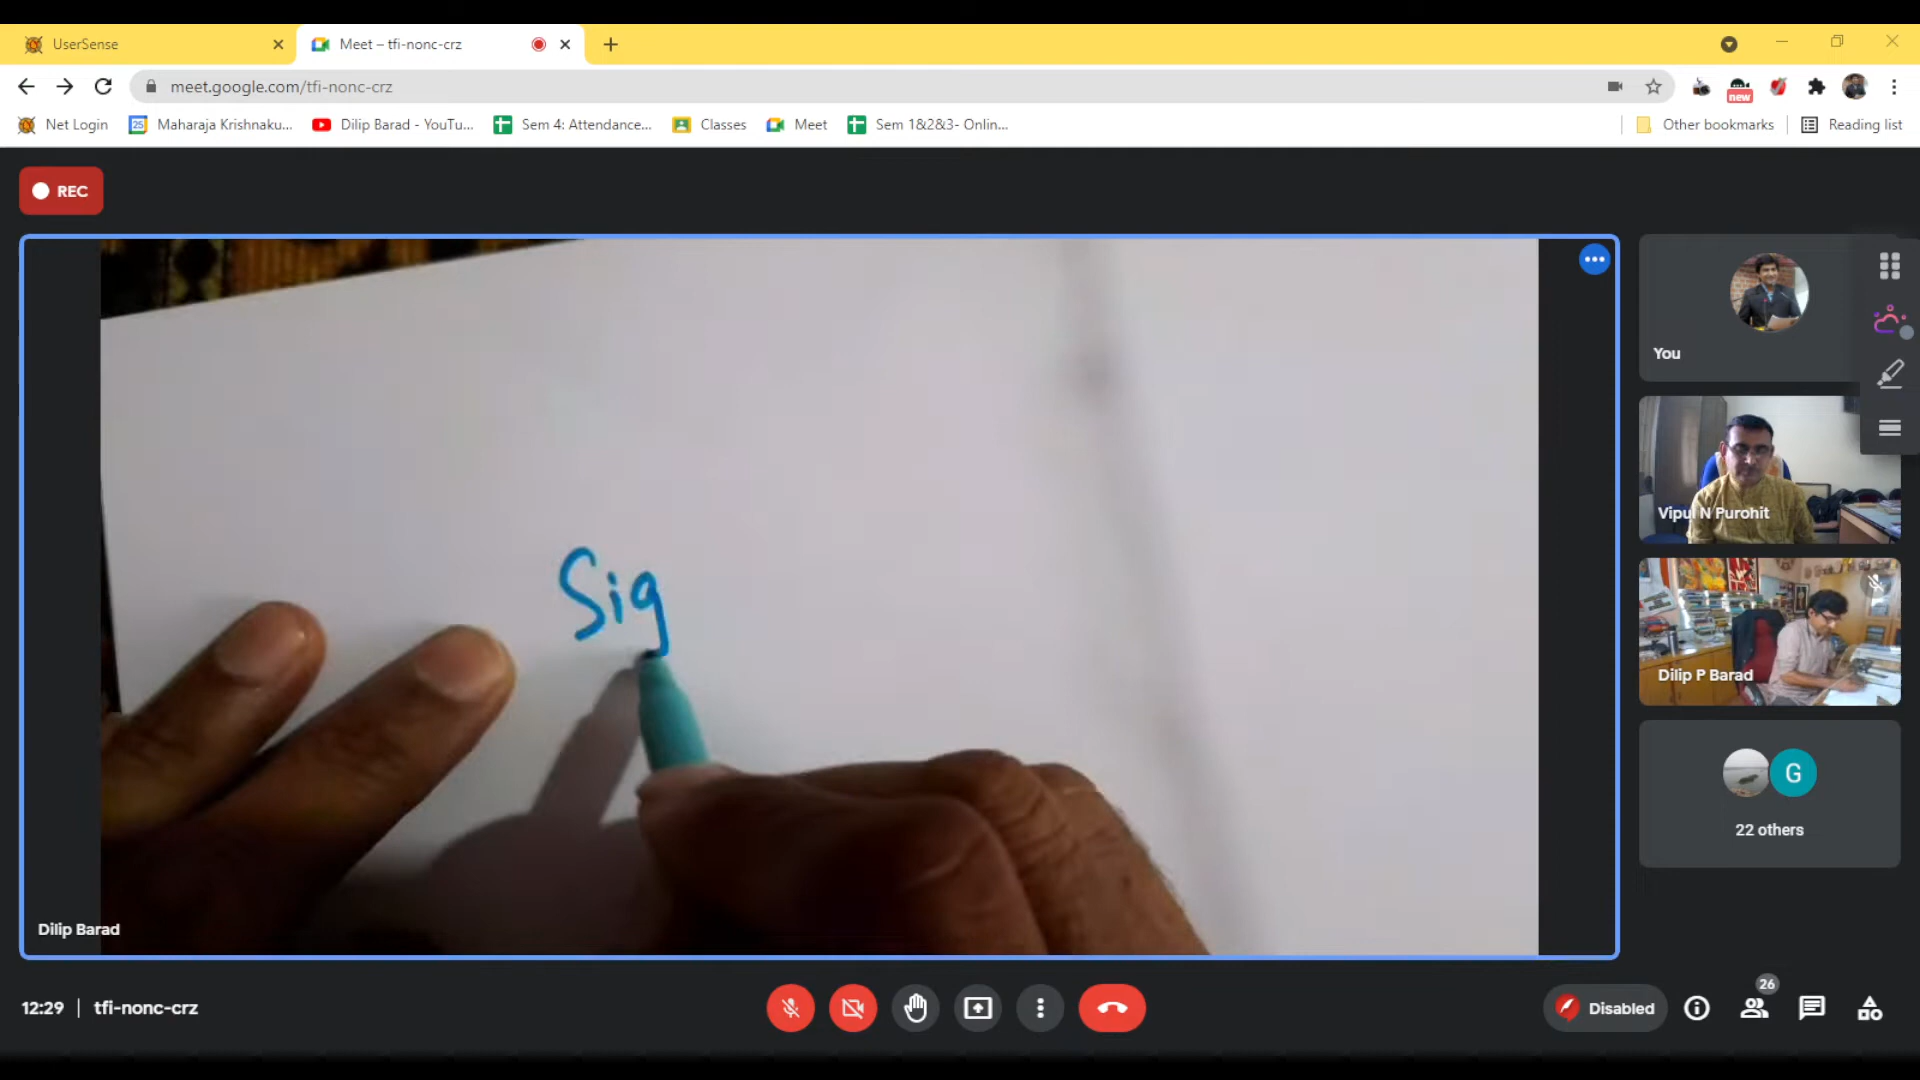 UserSense
Meet – tfi-nonc-crz
meet.google.com/tfi-nonc-crz
new
Net Login
25
Maharaja Krishnaku...
Dilip Barad - YouTu...
Sem 4: Attendance...
Classes
Meet
Sem 1&2&3- Onlin...
Other bookmarks
Reading list
REC
Sig
Dilip Barad
You
Vipul N Purohit
Dilip P Barad
G
22 others
12:29 | tfi-nonc-crz
Disabled
26